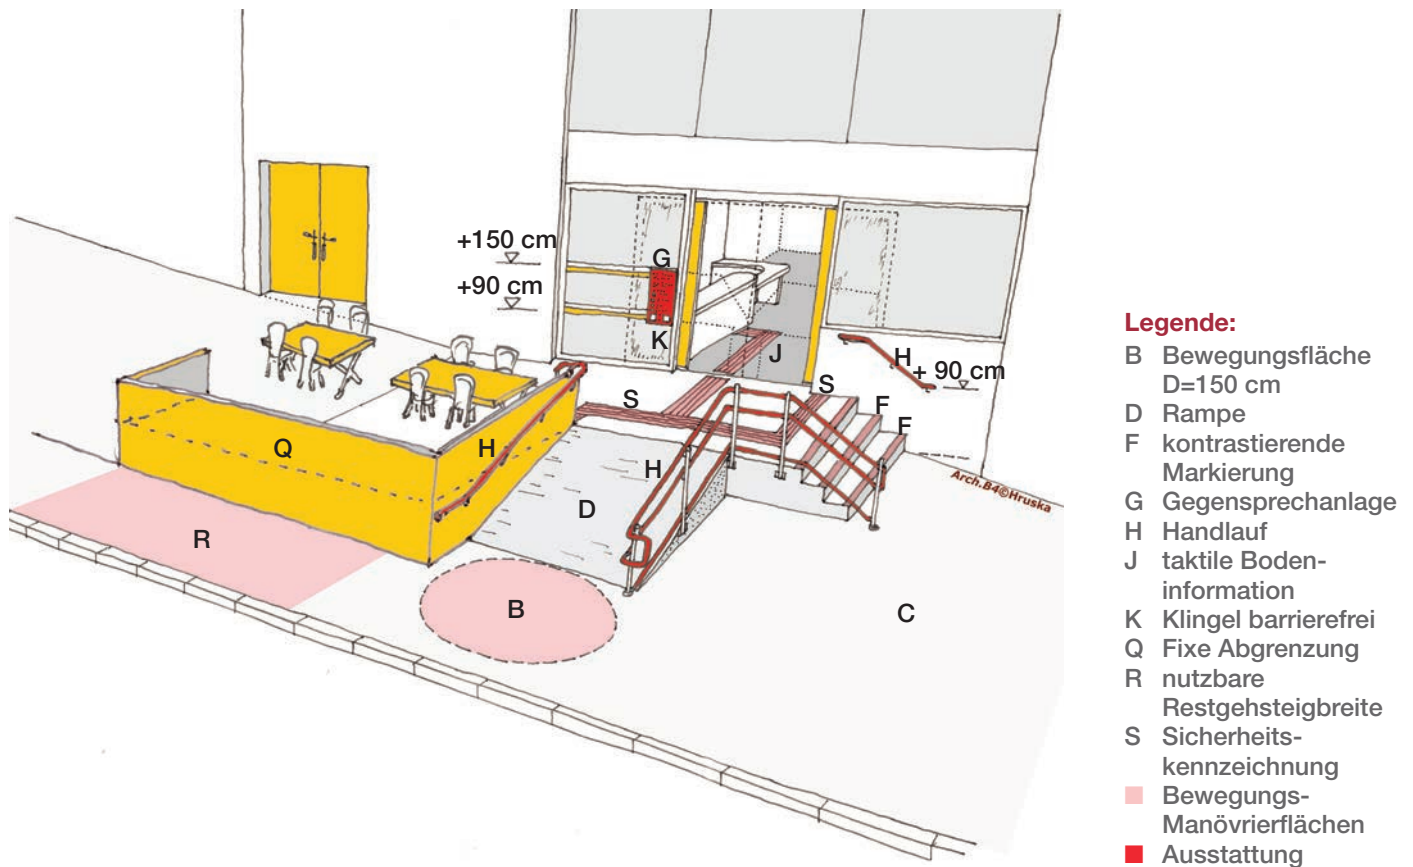 +150 cm
G
+90 cm
K
J
H
+ 90 cm
S
S
F
F
Q
H
H
D
R
B
C
Arch.B4©Hruska
Legende:
B Bewegungsfläche
D=150 cm
D Rampe
F kontrastierende
Markierung
G Gegensprechanlage
H Handlauf
J taktile Boden-
information
K Klingel barrierefrei
Q Fixe Abgrenzung
R nutzbare
Restgehsteigbreite
S Sicherheits-
kennzeichnung
Bewegungs-
Manövrierflächen
Ausstattung